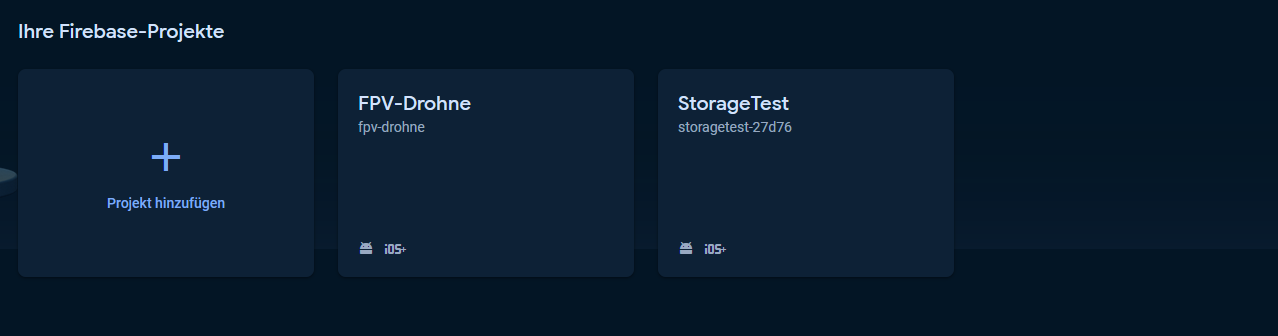 Ihre Firebase-Projekte
Projekt hinzufügen
FPV-Drohne
fpv-drohne
iOS+
StorageTest
storagetest-27d76
iOS+